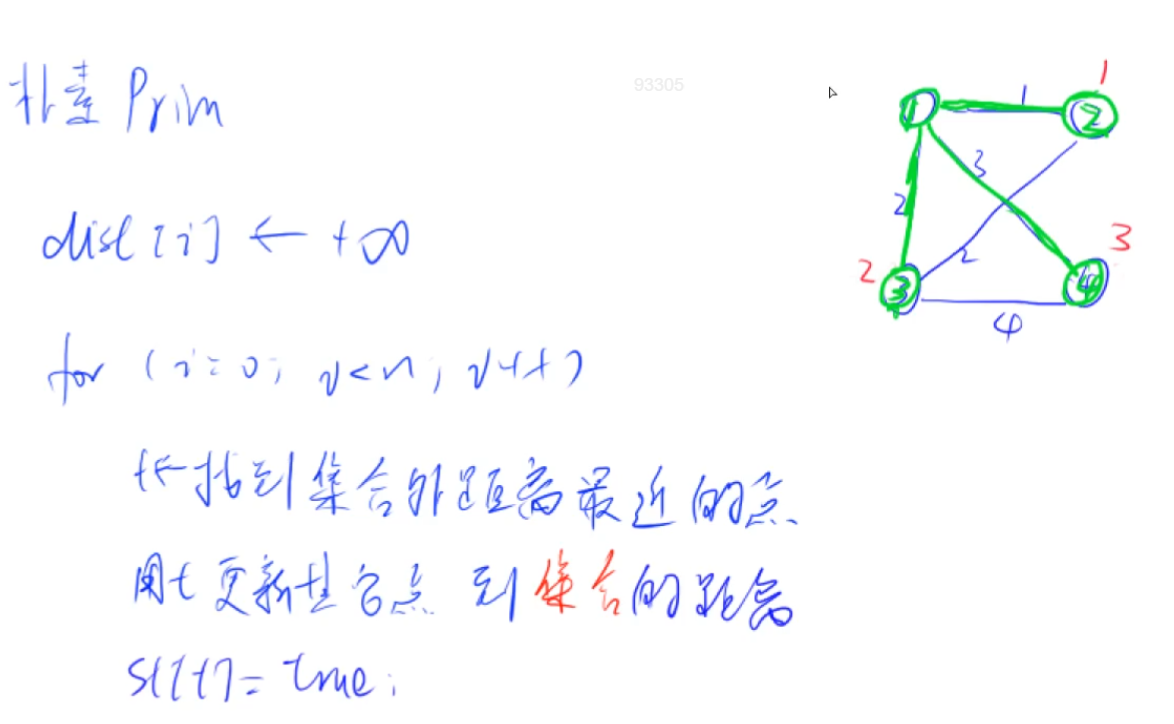 朴素 Prim
93305
dist[i] ← +∞
for (i=0; i<n; i++)
t←找到集合外距离最近的点
用t更新其它点到集合的距离
st[t]=true;
1
1
1
2
3
2
2
3
2
3
4
4